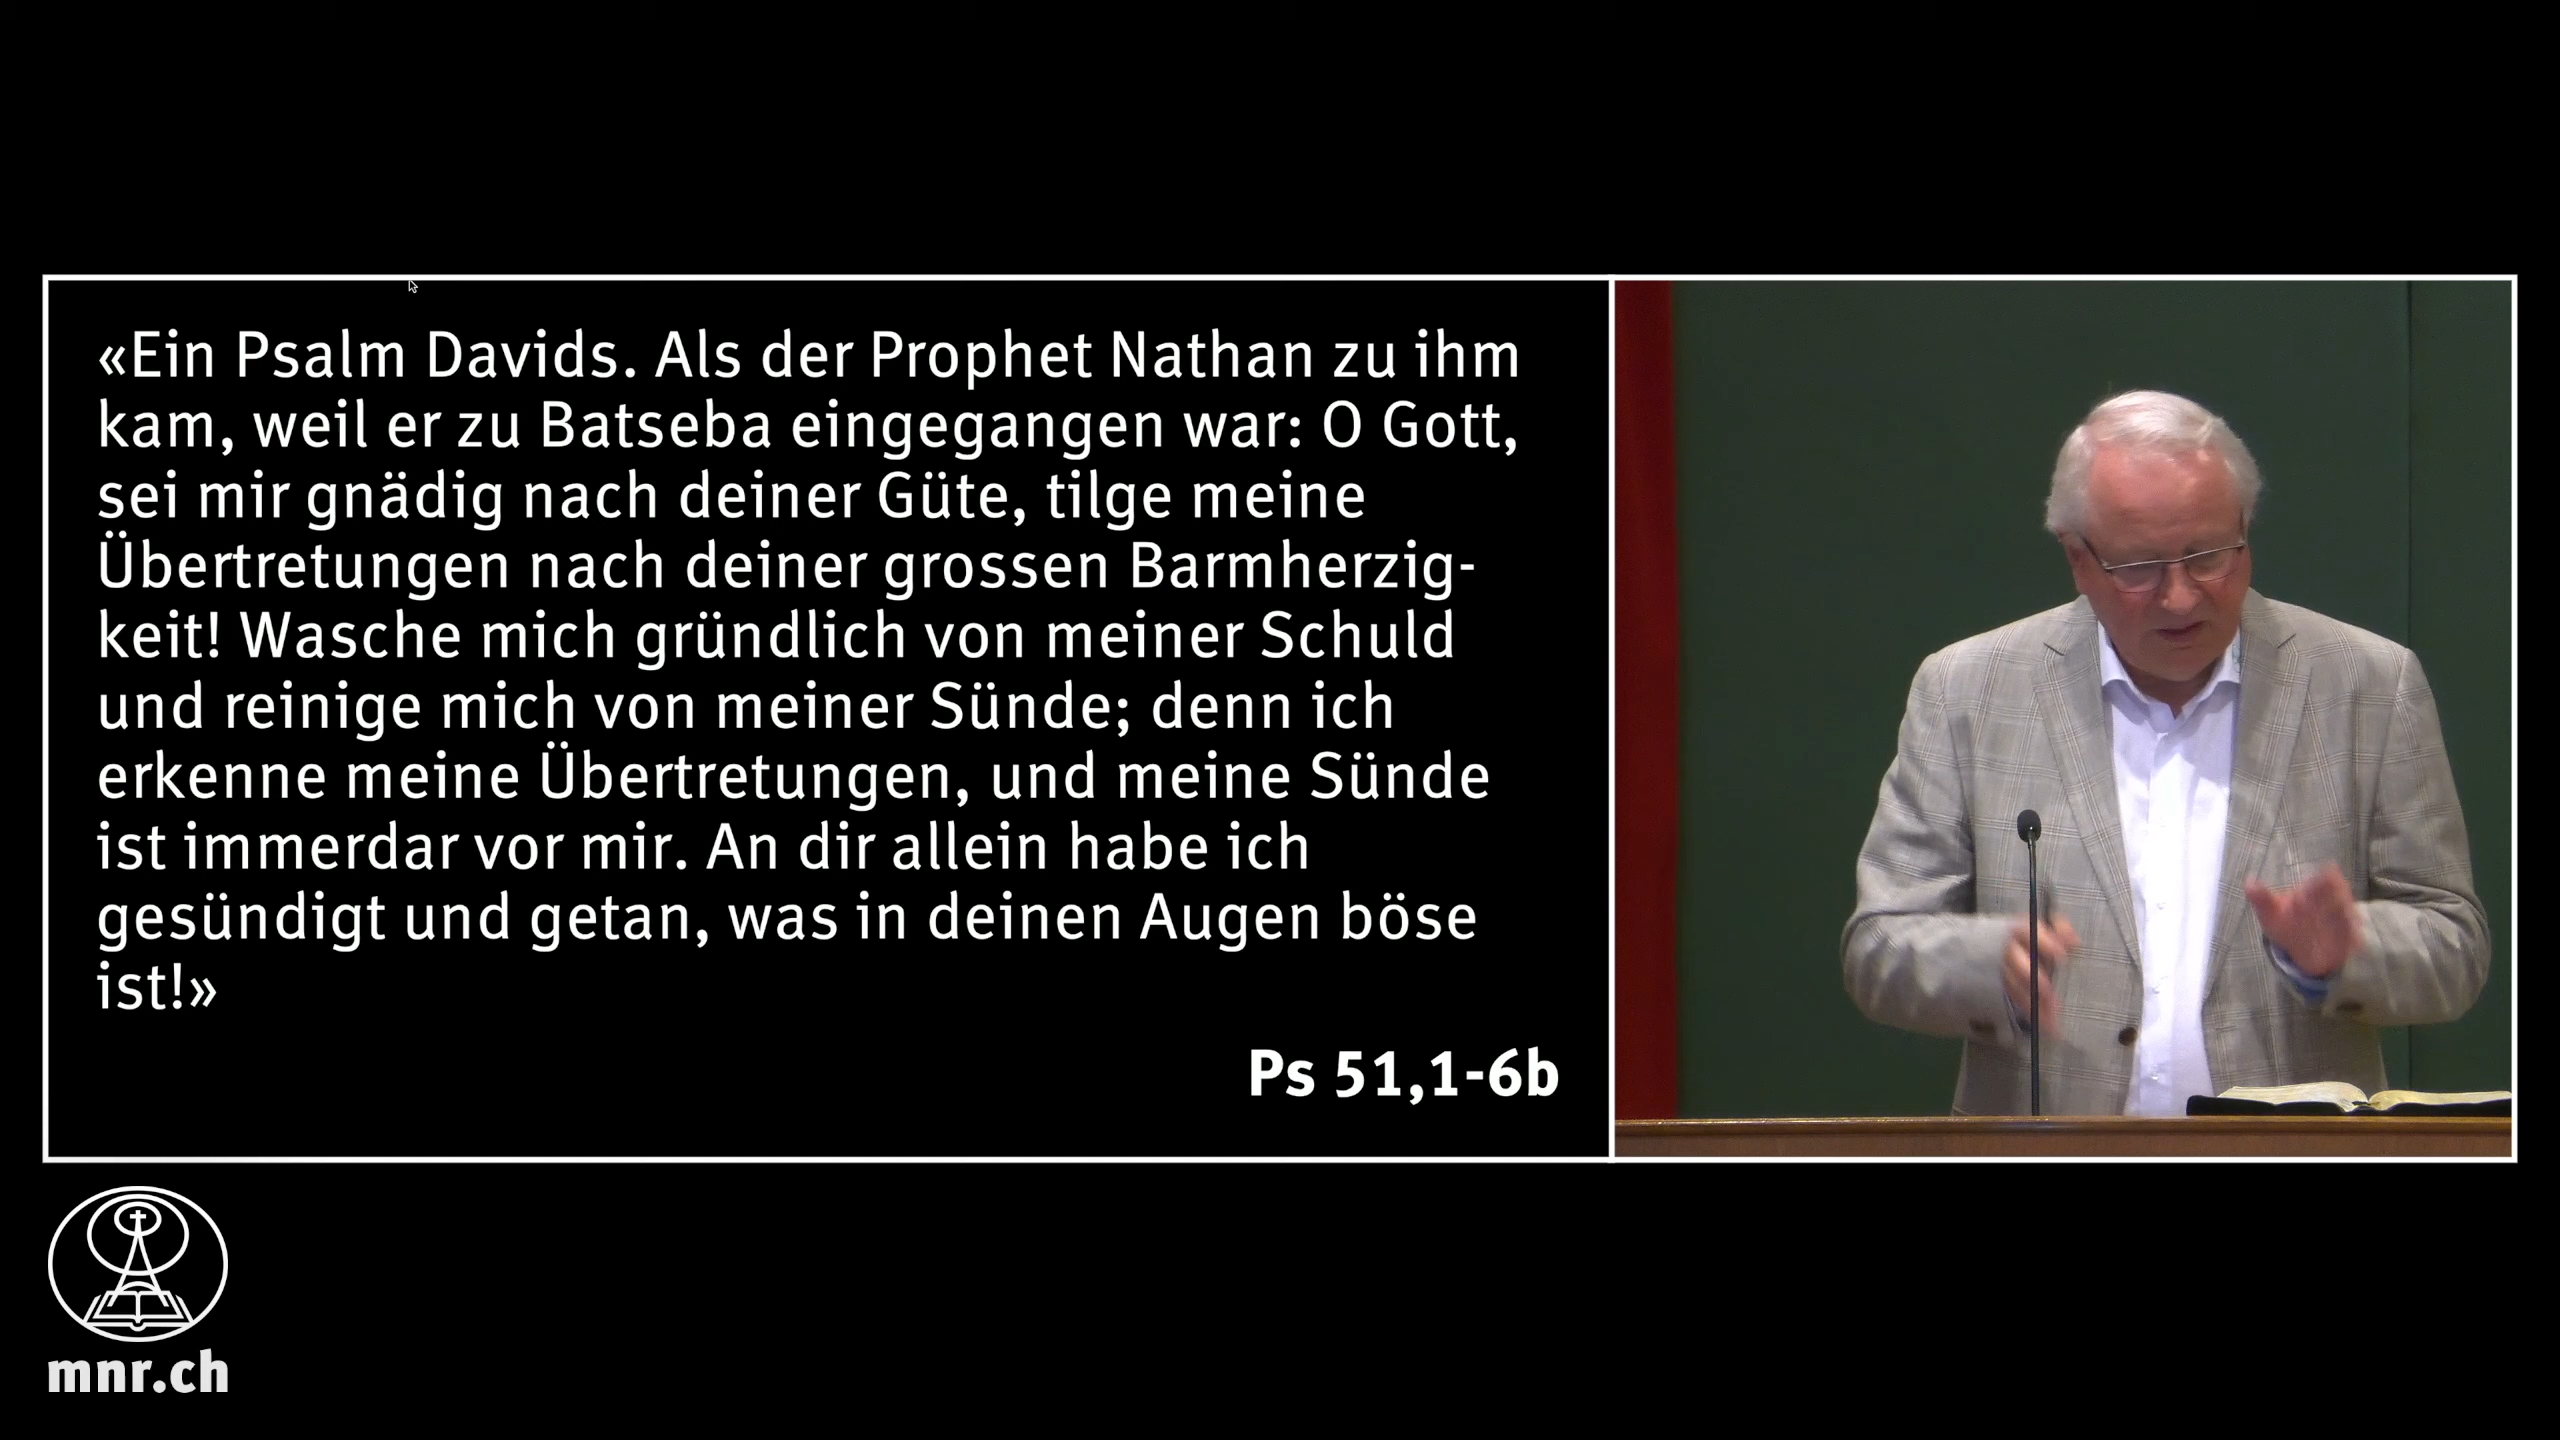 «Ein Psalm Davids. Als der Prophet Nathan zu ihm
kam, weil er zu Batseba eingegangen war: O Gott,
sei mir gnädig nach deiner Güte, tilge meine
Übertretungen nach deiner grossen Barmherzig-
keit! Wasche mich gründlich von meiner Schuld
und reinige mich von meiner Sünde; denn ich
erkenne meine Übertretungen, und meine Sünde
ist immerdar vor mir. An dir allein habe ich
gesündigt und getan, was in deinen Augen böse
ist!»
Ps 51,1-6b
mnr.ch